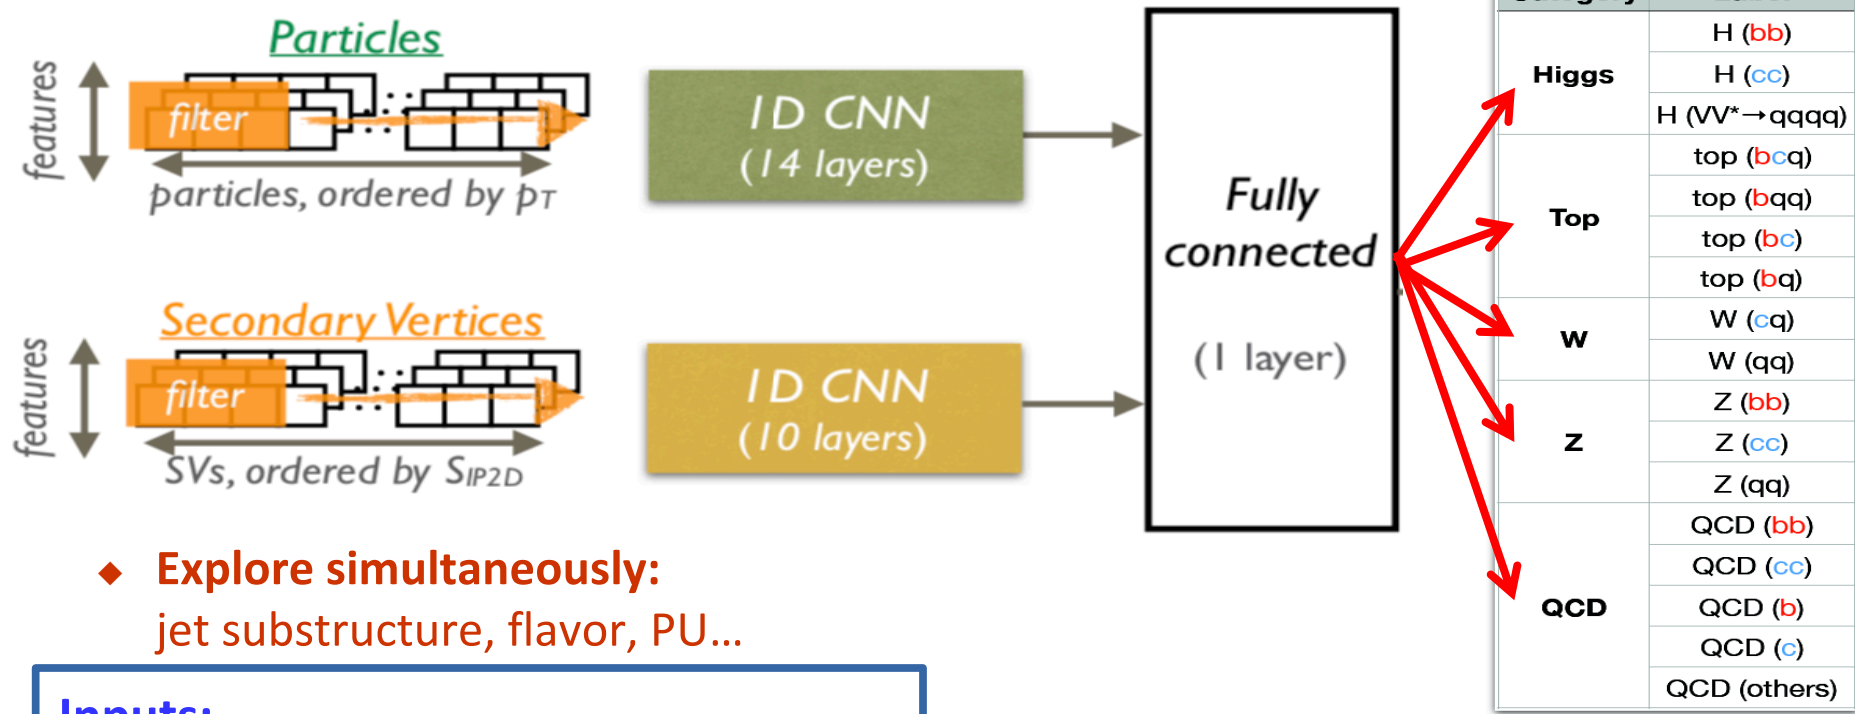 Particles
features
filter
particles, ordered by pT
1D CNN
(14 layers)
Secondary Vertices
features
filter
SVs, ordered by SIP2D
1D CNN
(10 layers)
Fully
connected
(1 layer)
Higgs
H (bb)
H (cc)
H (VV*→qqqq)
Top
top (bcq)
top (bqq)
top (bc)
top (bq)
W
W (cq)
W (qq)
Z
Z (bb)
Z (cc)
Z (qq)
QCD
QCD (bb)
QCD (cc)
QCD (b)
QCD (c)
QCD (others)
◆ Explore simultaneously:
jet substructure, flavor, PU...
Inputs: